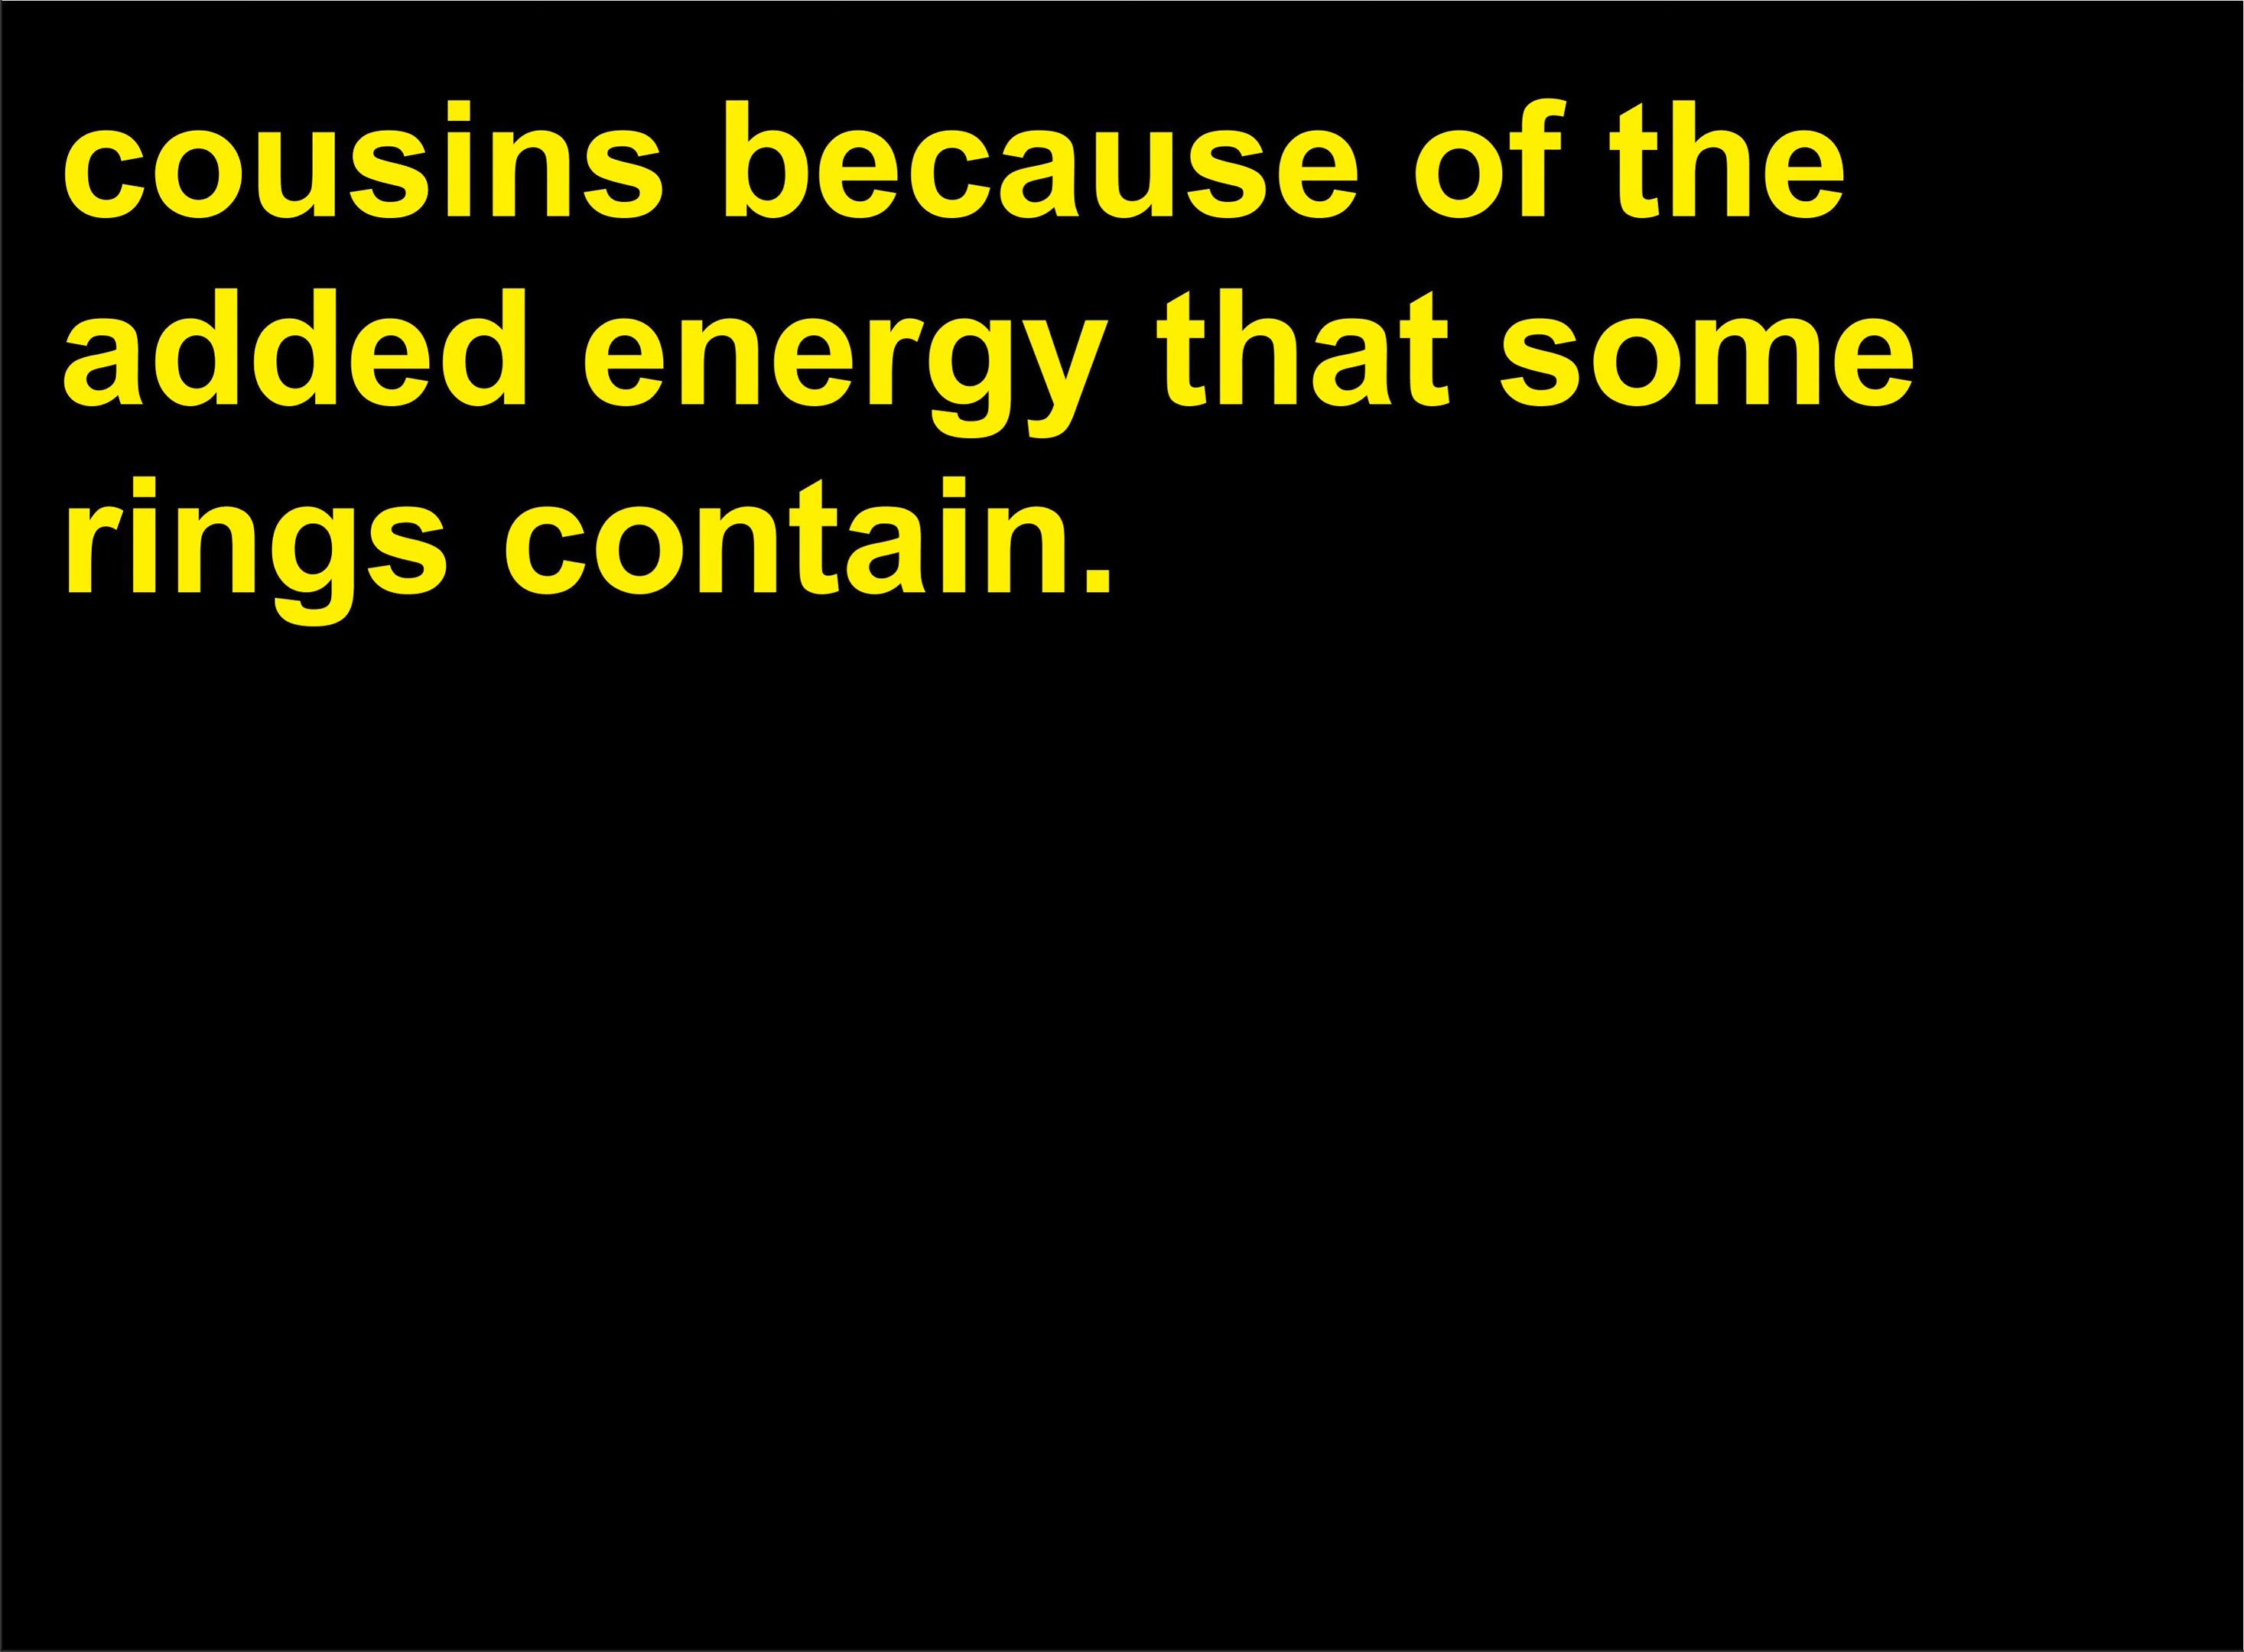 cousins because of the
added energy that some
rings contain.